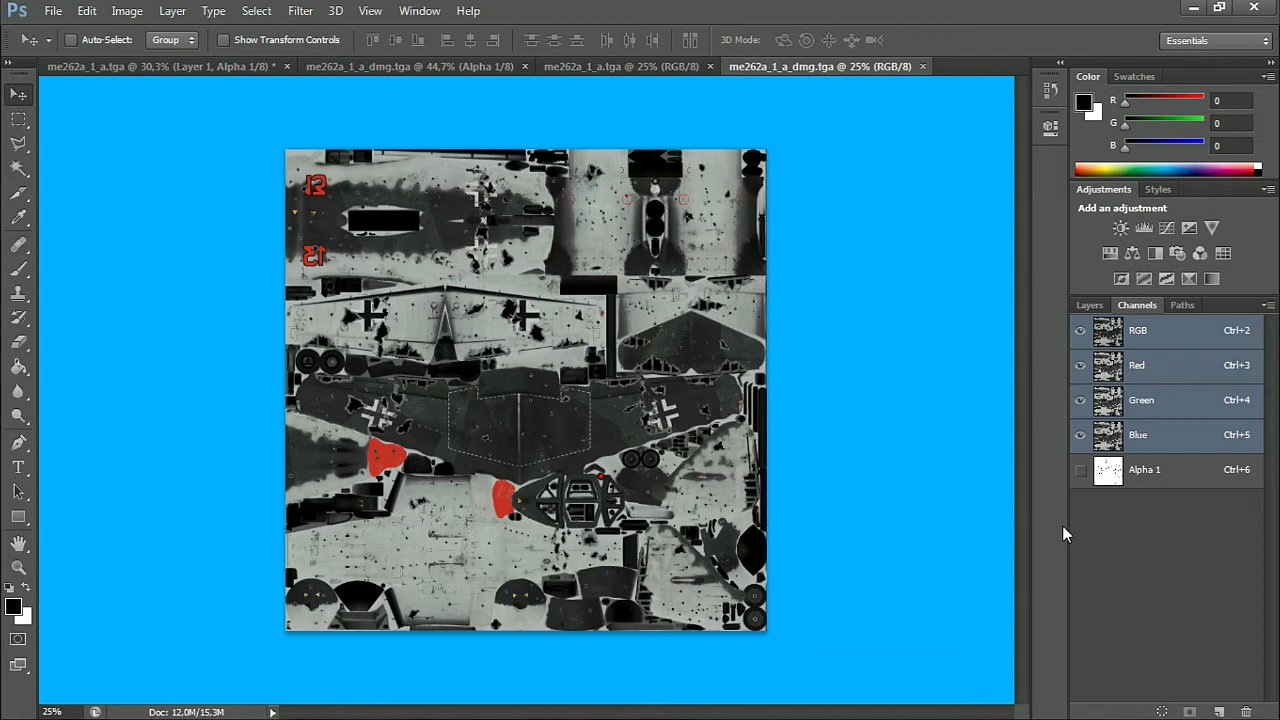 Ps File Edit Image Layer Type Select Filter 3D View Window Help
Auto-Select: Group Show Transform Controls 3D Mode: Essentials
me262a_1_a.tga @ 30,3% (Layer 1, Alpha 1/8) * × me262a_1_a_dmg.tga @ 44,7% (Alpha 1/8) × me262a_1_a.tga @ 25% (RGB/8) × me262a_1_a_dmg.tga @ 25% (RGB/8) ×
Color Swatches
R 0
G 0
B 0
Adjustments Styles
Add an adjustment
Layers Channels Paths
RGB Ctrl+2
Red Ctrl+3
Green Ctrl+4
Blue Ctrl+5
Alpha 1 Ctrl+6
13
13
T
25% Doc: 12,0M/15,3M